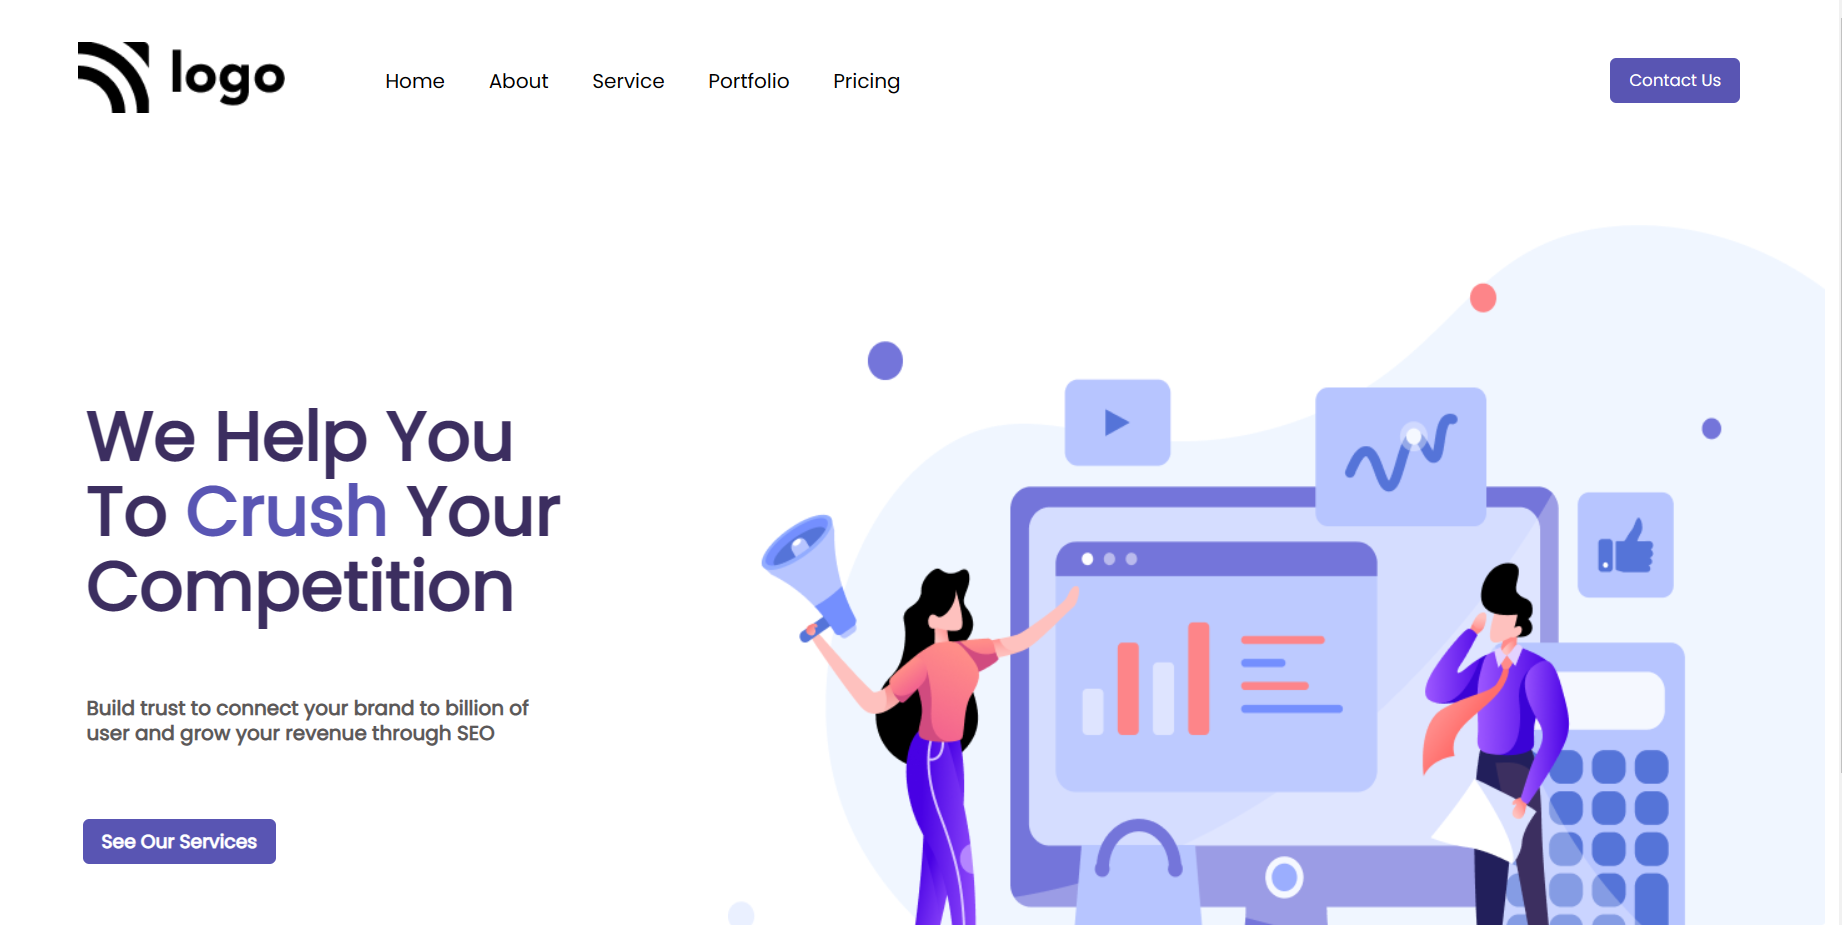 logo
Home About Service Portfolio Pricing
Contact Us
We Help You
To Crush Your
Competition
Build trust to connect your brand to billion of
user and grow your revenue through SEO
See Our Services